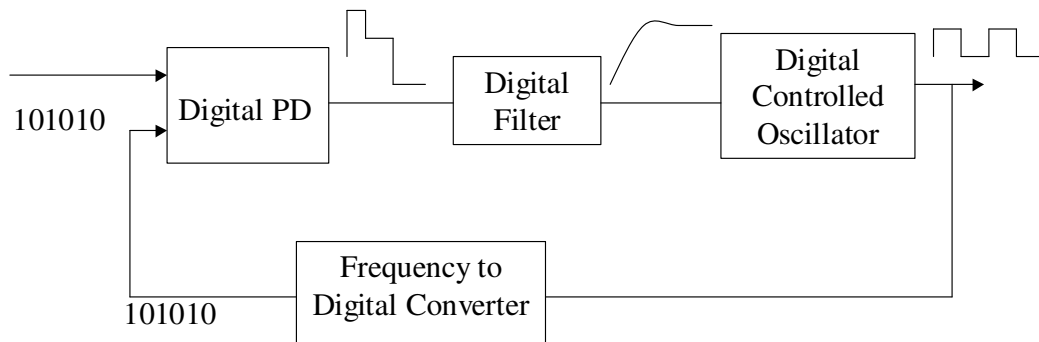 101010
Digital PD
Digital
Filter
Digital
Controlled
Oscillator
Frequency to
Digital Converter
101010